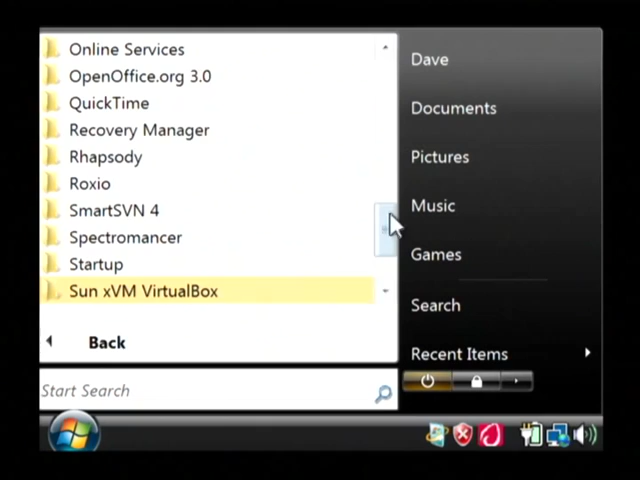 Online Services
OpenOffice.org 3.0
QuickTime
Recovery Manager
Rhapsody
Roxio
SmartSVN 4
Spectromancer
Startup
Sun xVM VirtualBox
Back
Start Search
Dave
Documents
Pictures
Music
Games
Search
Recent Items